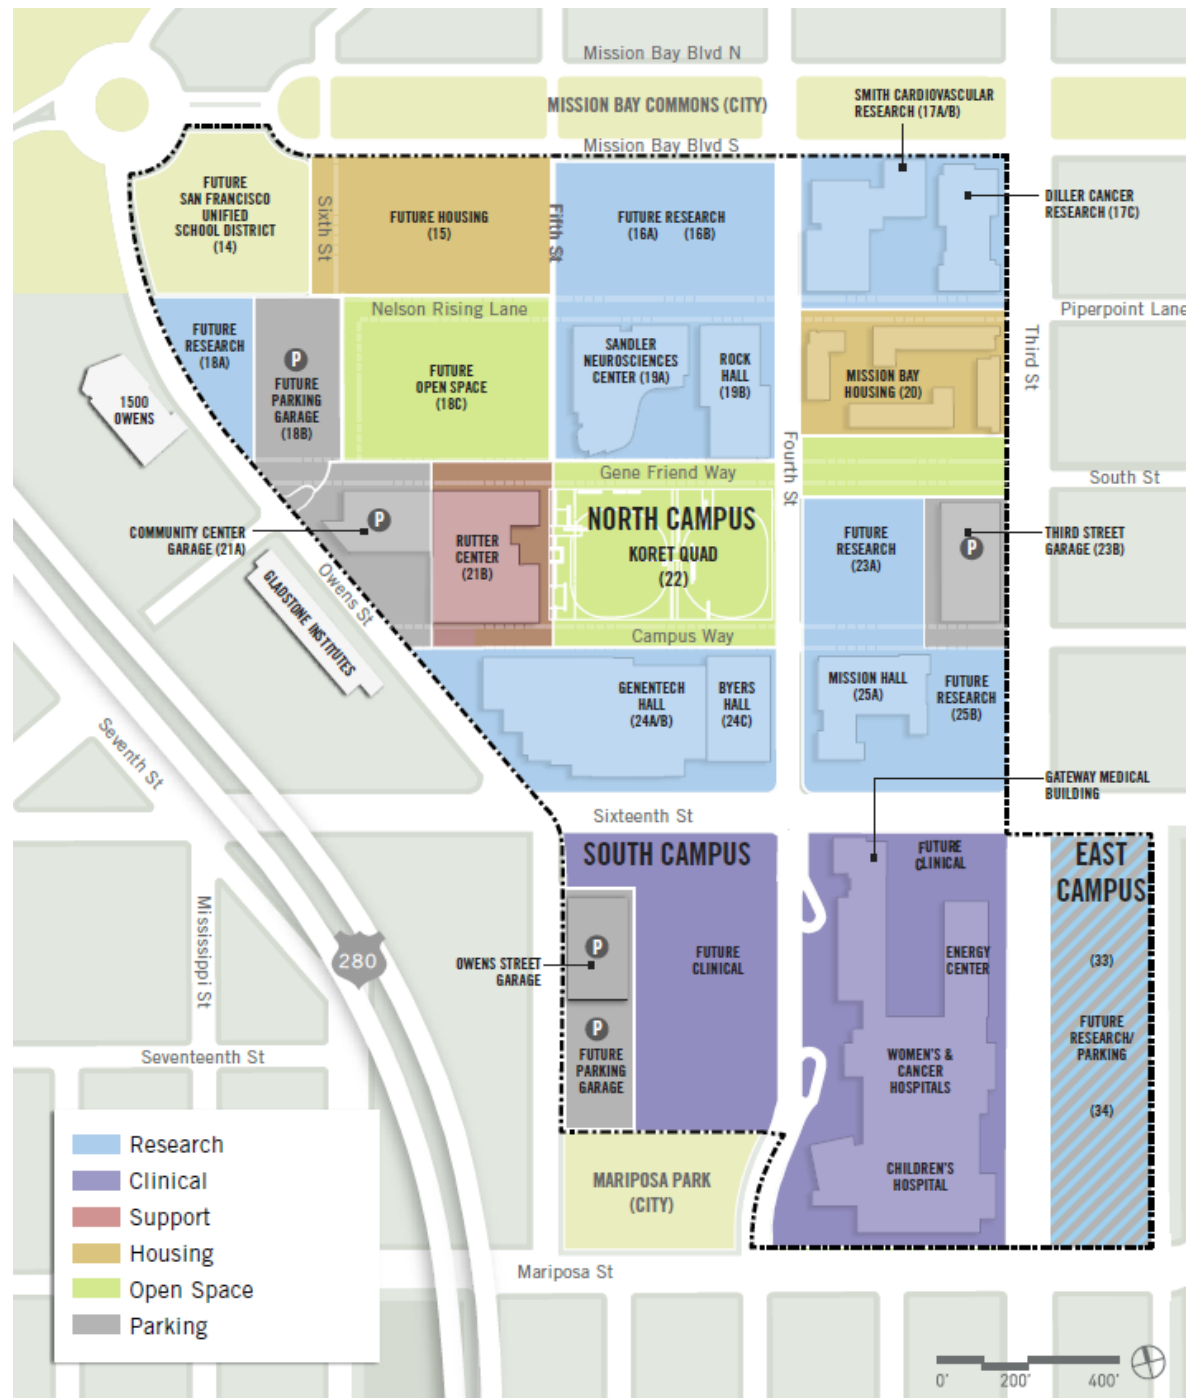 Mission Bay Blvd N
MISSION BAY COMMONS (CITY)
SMITH CARDIOVASCULAR
RESEARCH (17A/B)
Mission Bay Blvd S
FUTURE
SAN FRANCISCO
UNIFIED
SCHOOL DISTRICT
(14)
Sixth St
FUTURE HOUSING
(15)
Fifth St
FUTURE RESEARCH
(16A) (16B)
DILLER CANCER
RESEARCH (17C)
Nelson Rising Lane
Piperpoint Lane
FUTURE
RESEARCH
(18A)
P
FUTURE
PARKING
GARAGE
(18B)
FUTURE
OPEN SPACE
(18C)
SANDLER
NEUROSCIENCES
CENTER (19A)
ROCK
HALL
(19B)
MISSION BAY
HOUSING (20)
Third St
1500
OWENS
Fourth St
Gene Friend Way
South St
COMMUNITY CENTER
GARAGE (21A)
P
RUTTER
CENTER
(21B)
NORTH CAMPUS
KORET QUAD
(22)
FUTURE
RESEARCH
(23A)
P
THIRD STREET
GARAGE (23B)
Owens St
GLADSTONE INSTITUTES
Campus Way
GENENTECH
HALL
(24A/B)
BYERS
HALL
(24C)
MISSION HALL
(25A)
FUTURE
RESEARCH
(25B)
Seventh St
GATEWAY MEDICAL
BUILDING
Sixteenth St
SOUTH CAMPUS
FUTURE
CLINICAL
EAST
CAMPUS
Mississippi St
280
OWENS STREET
GARAGE
P
FUTURE
CLINICAL
ENERGY
CENTER
(33)
P
FUTURE
PARKING
GARAGE
WOMEN'S &
CANCER
HOSPITALS
FUTURE
RESEARCH/
PARKING
(34)
Seventeenth St
MARIPOSA PARK
(CITY)
CHILDREN'S
HOSPITAL
Mariposa St
Research
Clinical
Support
Housing
Open Space
Parking
0' 200' 400'